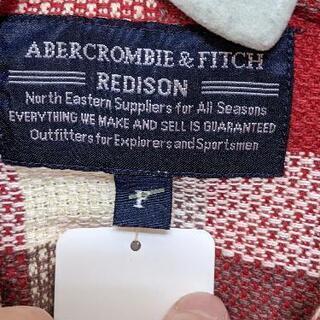 ABERCROMBIE & FITCH
REDISON
North Eastern Suppliers for All Seasons
EVERYTHING WE MAKE AND SELL IS GUARANTEED
Outfitters for Explorers and Sportsmen